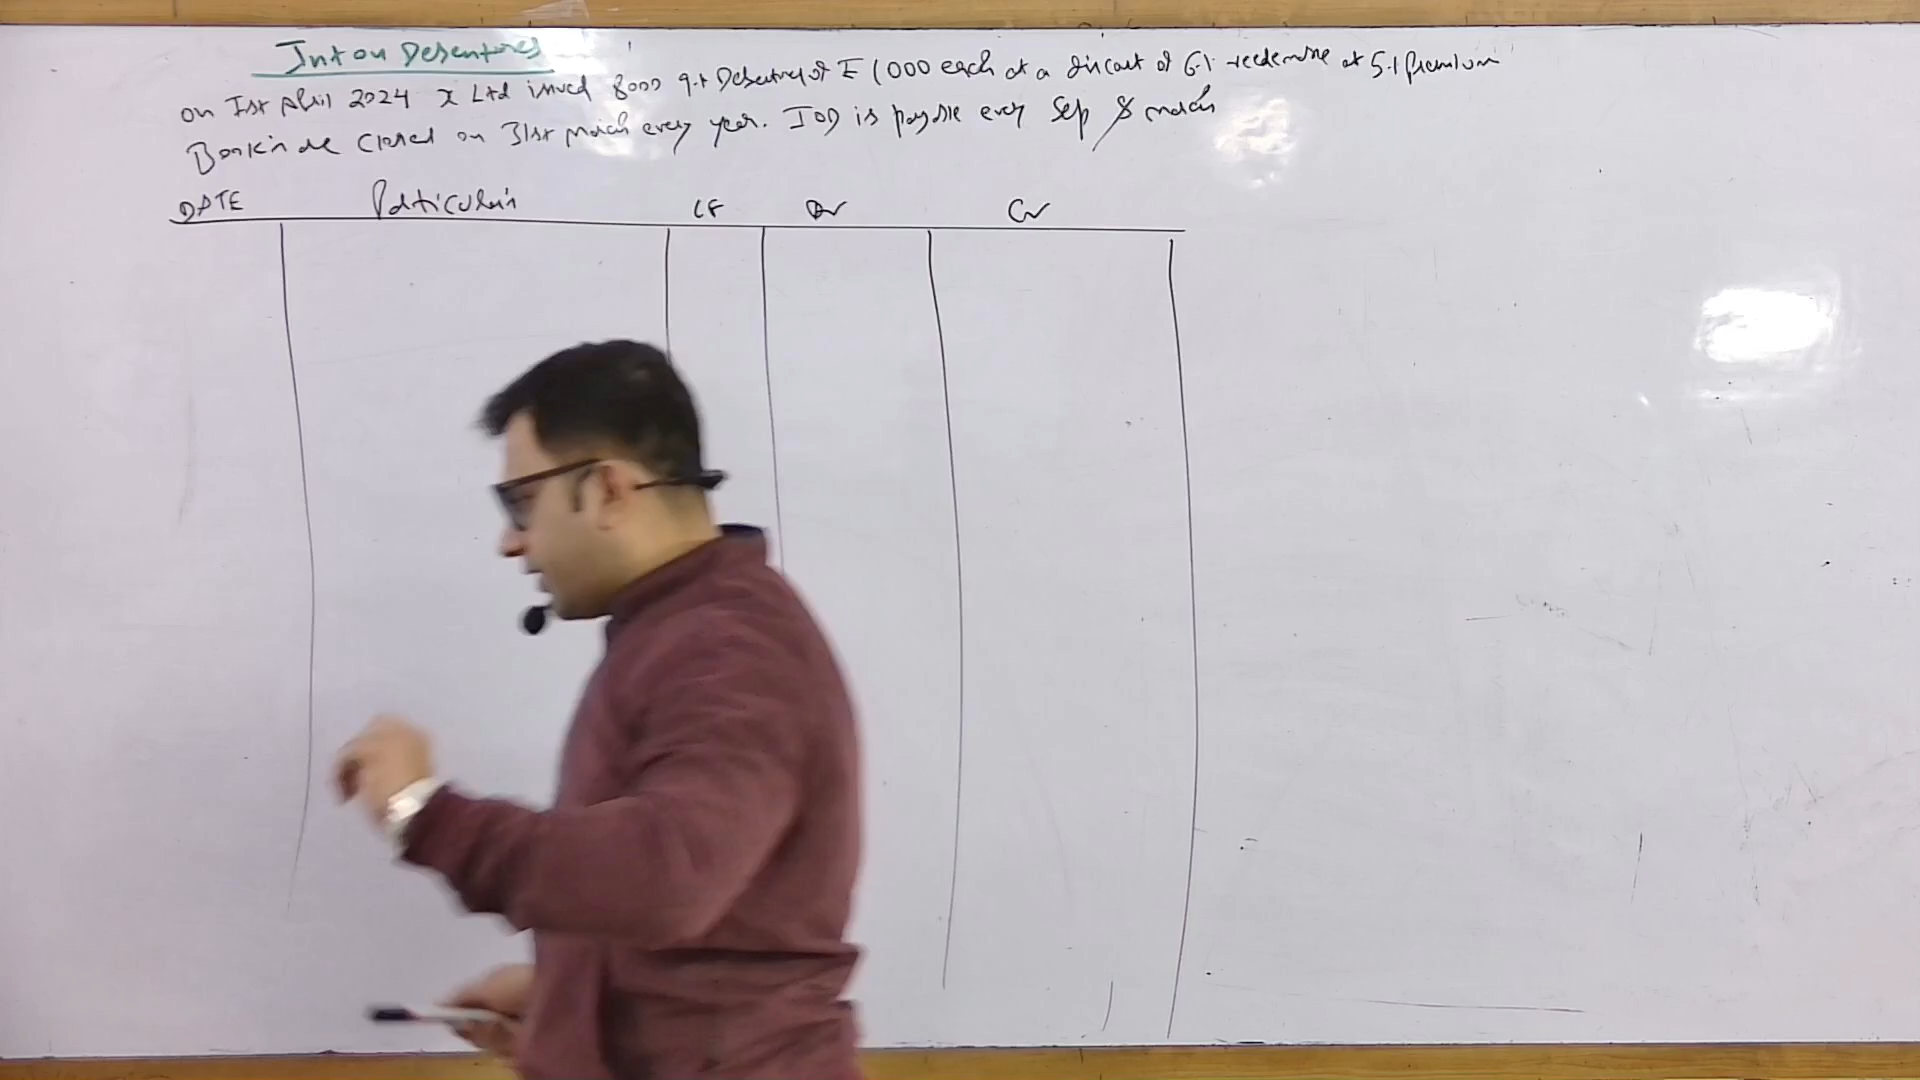 Int on Debentures
on Ist April 2024 X Ltd issued 8000 9% Debentures of ₹ 1000 each at a discount of 6% redeemable at 5% premium
Book's are closed on 31st march every year. IOD is payable every Sep & march
DATE Particulars LF Dr Cr